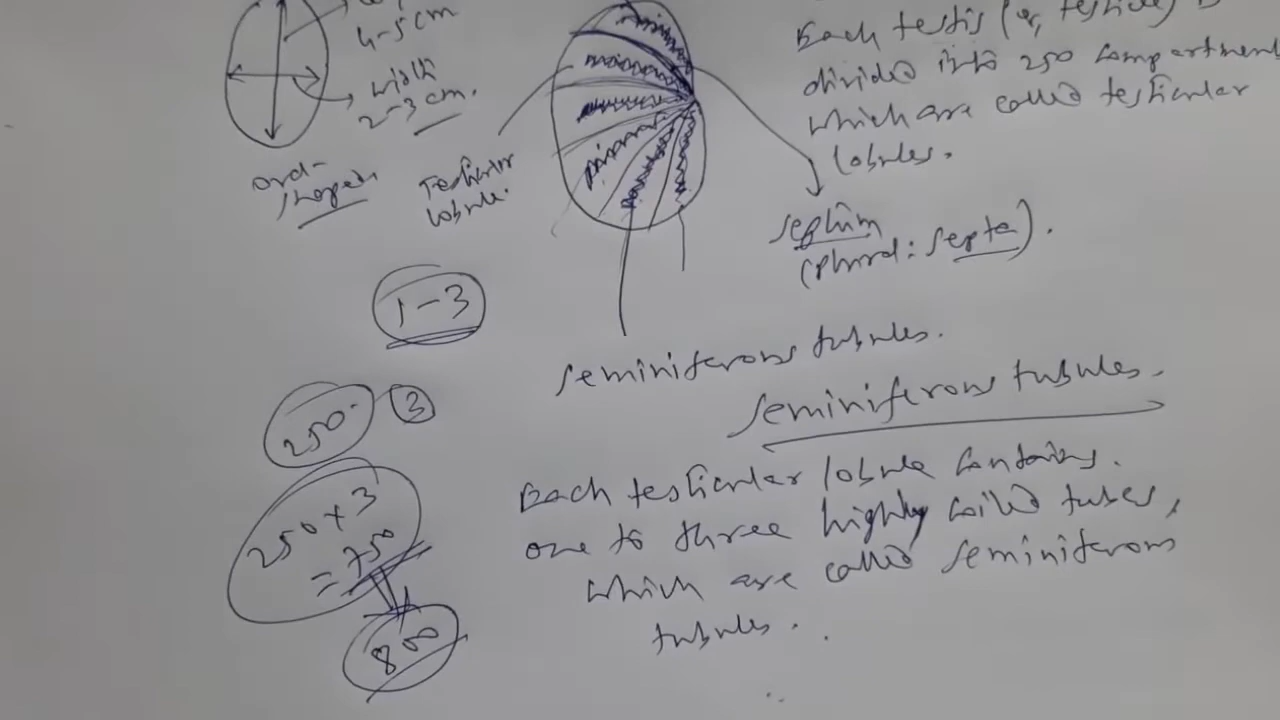 4-5 cm
width
2-3 cm.
oval-
shaped
Testicular
lobule.
Each testis (or, testicle) is
divided into 250 compartments
which are called testicular
lobules.
septum
(plural: septa).
1-3
seminiferous tubules.
seminiferous tubules.
250.
3
250 x 3
= 750
800
Each testicular lobule contains.
one to three highly coiled tubes,
which are called seminiferous
tubules.